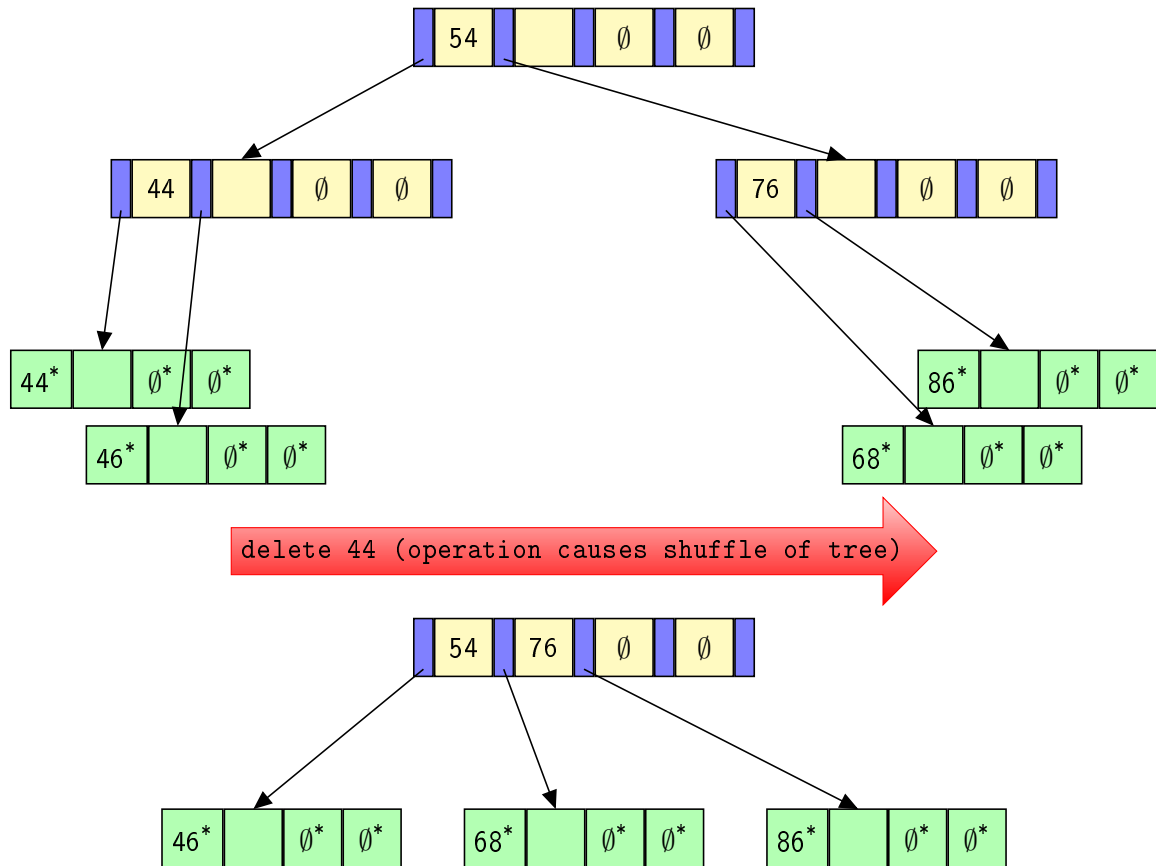 54 ∅ ∅
44 ∅ ∅
76 ∅ ∅
44* ∅* ∅*
86* ∅* ∅*
46* ∅* ∅*
68* ∅* ∅*
delete 44 (operation causes shuffle of tree)
54 76 ∅ ∅
46* ∅* ∅*
68* ∅* ∅*
86* ∅* ∅*